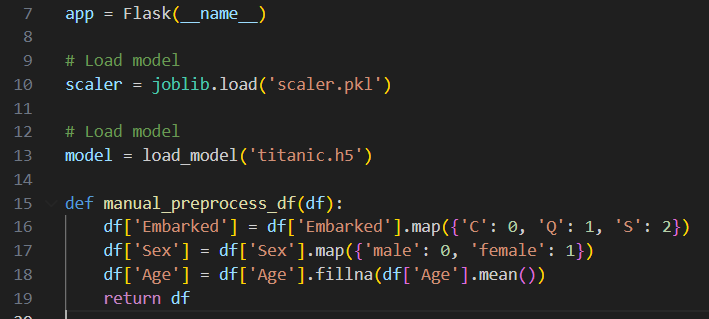 7 app = Flask(__name__)
8
9 # Load model
10 scaler = joblib.load('scaler.pkl')
11
12 # Load model
13 model = load_model('titanic.h5')
14
15 def manual_preprocess_df(df):
16 df['Embarked'] = df['Embarked'].map({'C': 0, 'Q': 1, 'S': 2})
17 df['Sex'] = df['Sex'].map({'male': 0, 'female': 1})
18 df['Age'] = df['Age'].fillna(df['Age'].mean())
19 return df